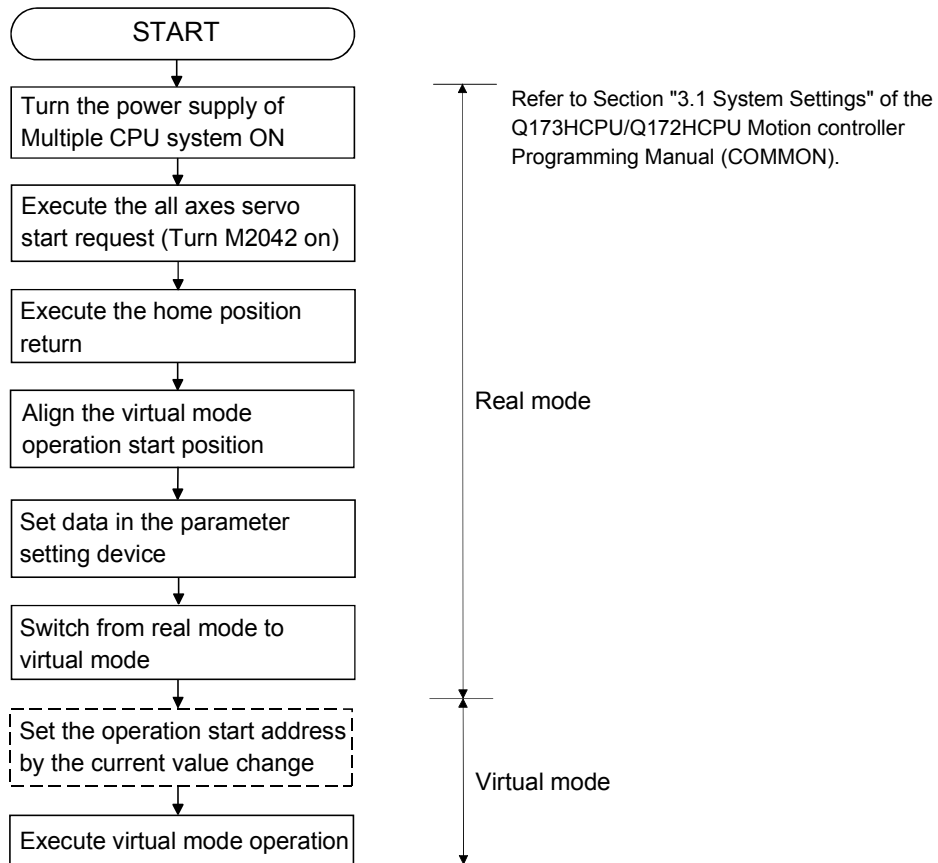 START
Turn the power supply of
Multiple CPU system ON
Refer to Section "3.1 System Settings" of the
Q173HCPU/Q172HCPU Motion controller
Programming Manual (COMMON).
Execute the all axes servo
start request (Turn M2042 on)
Execute the home position
return
Align the virtual mode
operation start position
Real mode
Set data in the parameter
setting device
Switch from real mode to
virtual mode
Set the operation start address
by the current value change
Virtual mode
Execute virtual mode operation